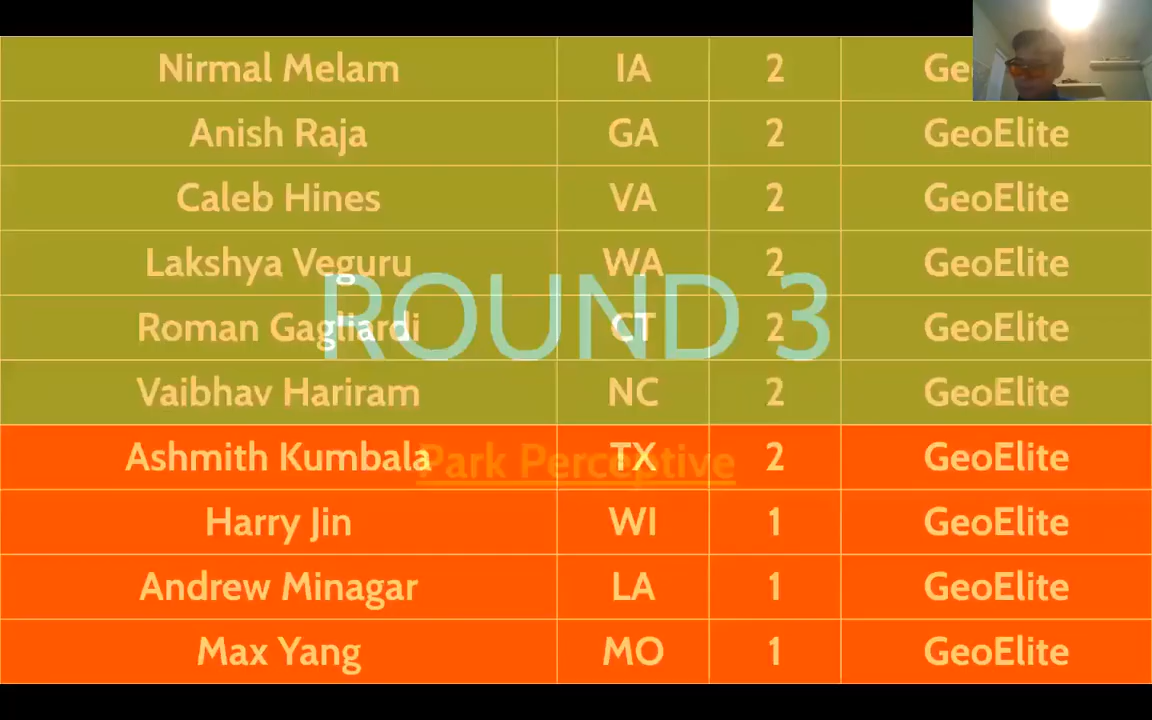 Nirmal Melam IA 2 Ge
Anish Raja GA 2 GeoElite
Caleb Hines VA 2 GeoElite
Lakshya Veguru WA 2 GeoElite
ROUND 3
Roman Gagliardi CT 2 GeoElite
Vaibhav Hariram NC 2 GeoElite
Ashmith Kumbala TX 2 GeoElite
Park Perceptive
Harry Jin WI 1 GeoElite
Andrew Minagar LA 1 GeoElite
Max Yang MO 1 GeoElite